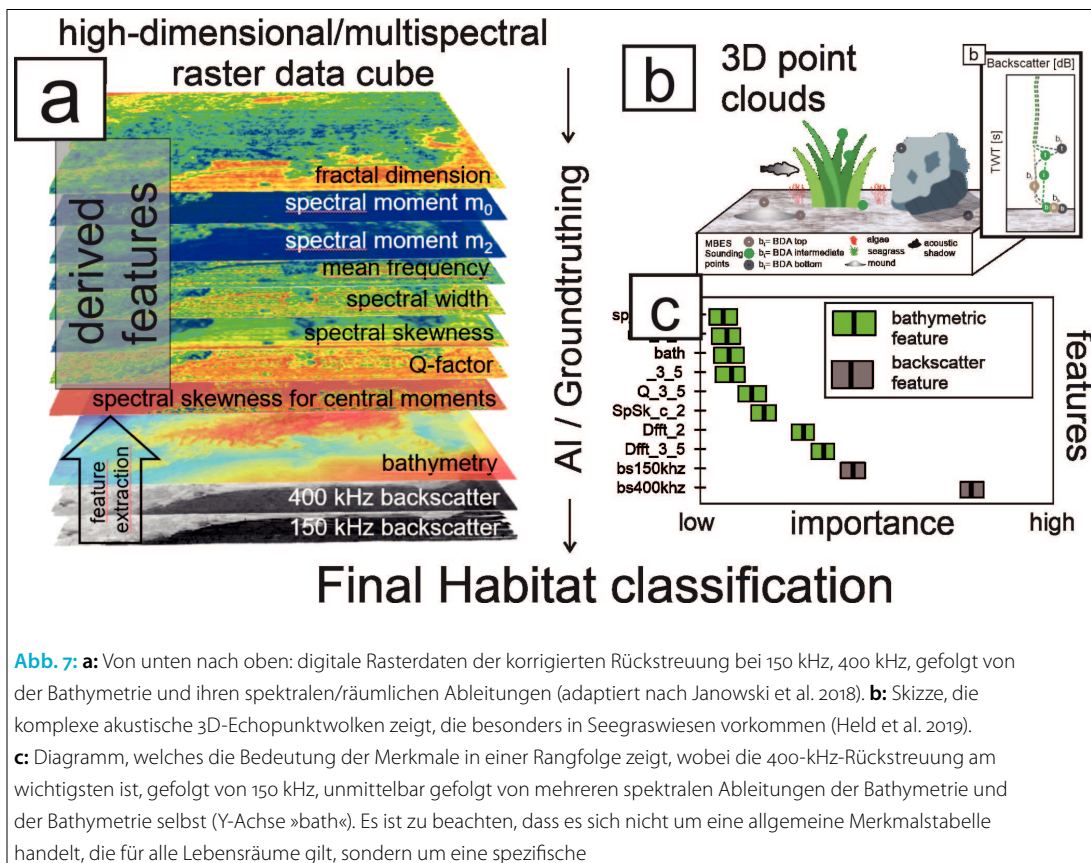 high-dimensional/multispectral
raster data cube
a
derived
features
fractal dimension
spectral moment m0
spectral moment m2
mean frequency
spectral width
spectral skewness
Q-factor
spectral skewness for central moments
bathymetry
400 kHz backscatter
150 kHz backscatter
feature
extraction
AI / Groundtruthing
b
3D point
clouds
b
Backscatter [dB]
TWT [s]
MBES
Sounding
points
bt= BDA top
bi= BDA intermediate
algae
seagrass
mound
acoustic
shadow
c
bathymetric
feature
backscatter
feature
features
bath
_3_5
Q_3_5
SpSk_c_2
Dfft_2
Dfft_3_5
bs150khz
bs400khz
low
importance
high
Final Habitat classification
Abb. 7: a: Von unten nach oben: digitale Rasterdaten der korrigierten Rückstreuung bei 150 kHz, 400 kHz, gefolgt von
der Bathymetrie und ihren spektralen/räumlichen Ableitungen (adaptiert nach Janowski et al. 2018). b: Skizze, die
komplexe akustische 3D-Echopunktwolken zeigt, die besonders in Seegraswiesen vorkommen (Held et al. 2019).
c: Diagramm, welches die Bedeutung der Merkmale in einer Rangfolge zeigt, wobei die 400-kHz-Rückstreuung am
wichtigsten ist, gefolgt von 150 kHz, unmittelbar gefolgt von mehreren spektralen Ableitungen der Bathymetrie und
der Bathymetrie selbst (Y-Achse »bath«). Es ist zu beachten, dass es sich nicht um eine allgemeine Merkmalstabelle
handelt, die für alle Lebensräume gilt, sondern um eine spezifische